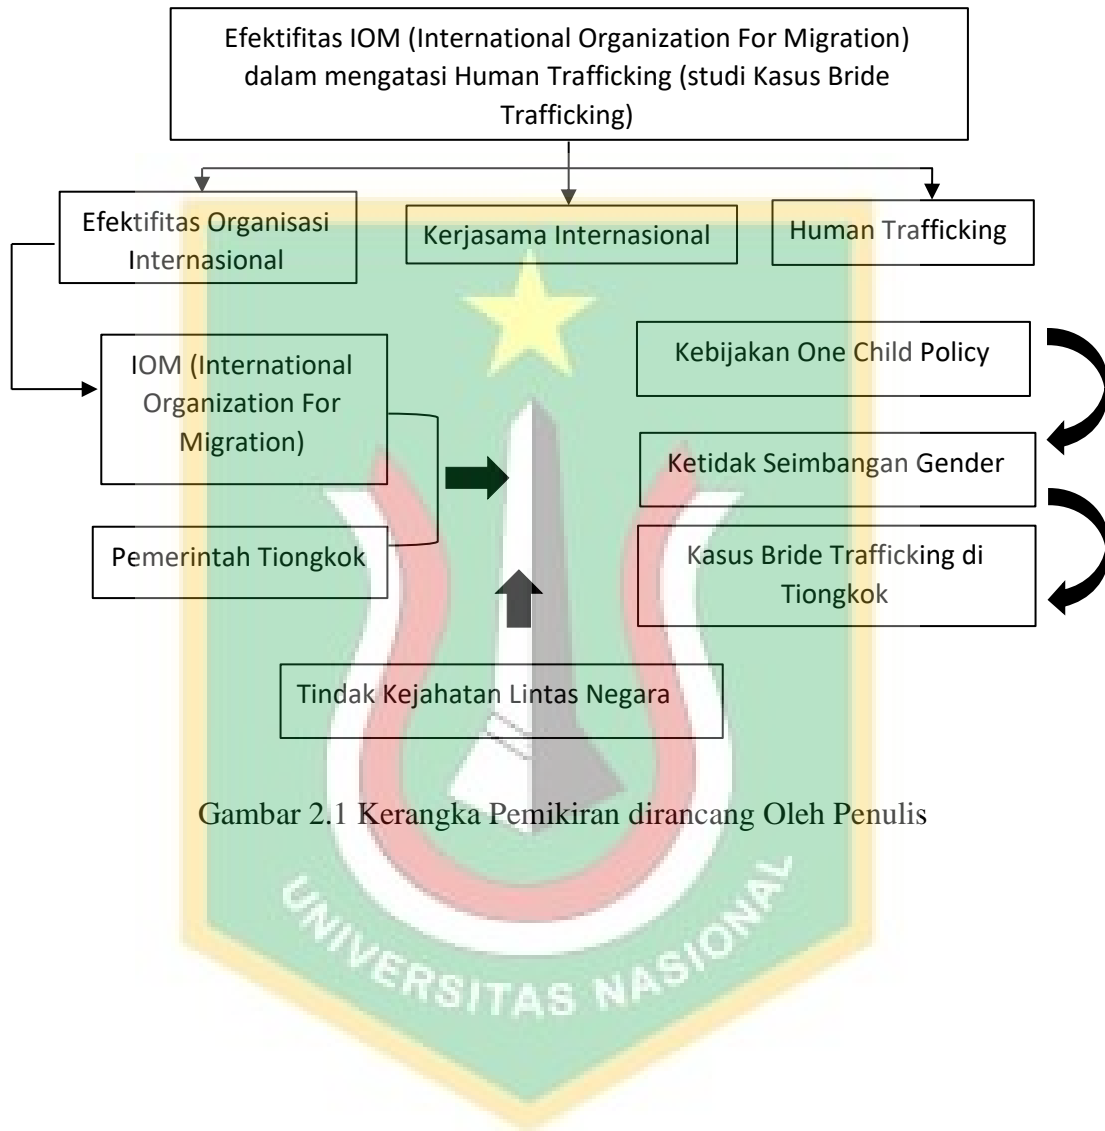 Efektifitas IOM (International Organization For Migration)
dalam mengatasi Human Trafficking (studi Kasus Bride
Trafficking)
Efektifitas Organisasi
Internasional
Kerjasama Internasional
Human Trafficking
IOM (International
Organization For
Migration)
Pemerintah Tiongkok
Kebijakan One Child Policy
Ketidak Seimbangan Gender
Kasus Bride Trafficking di
Tiongkok
Tindak Kejahatan Lintas Negara
Gambar 2.1 Kerangka Pemikiran dirancang Oleh Penulis
UNIVERSITAS NASIONAL